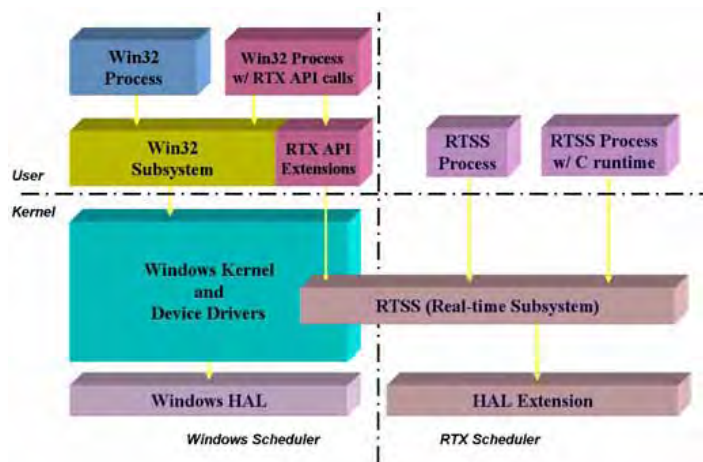 Win32
Process
Win32 Process
w/ RTX API calls
Win32
Subsystem
RTX API
Extensions
RTSS
Process
RTSS Process
w/ C runtime
User
Kernel
Windows Kernel
and
Device Drivers
RTSS (Real-time Subsystem)
Windows HAL
HAL Extension
Windows Scheduler
RTX Scheduler